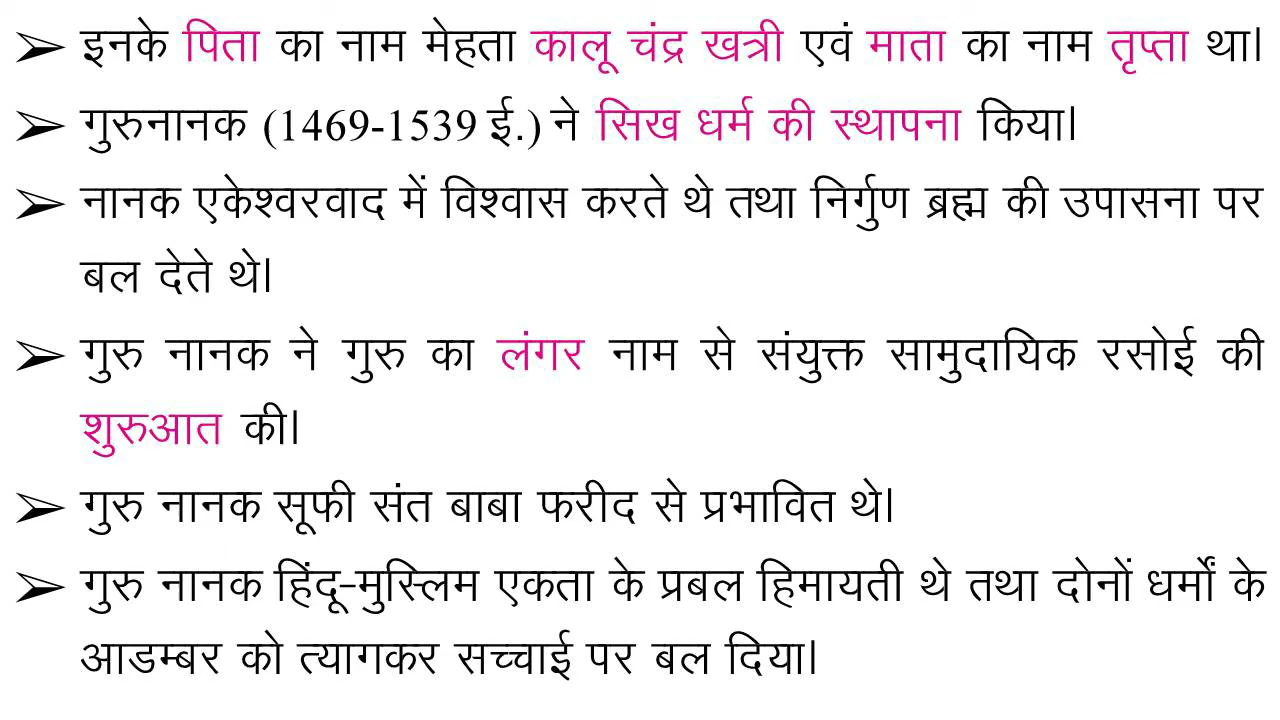 ➢ इनके पिता का नाम मेहता कालू चंद्र खत्री एवं माता का नाम तृप्ता था।
➢ गुरुनानक (1469-1539 ई.) ने सिख धर्म की स्थापना किया।
➢ नानक एकेश्वरवाद में विश्वास करते थे तथा निर्गुण ब्रह्म की उपासना पर
बल देते थे।
➢ गुरु नानक ने गुरु का लंगर नाम से संयुक्त सामुदायिक रसोई की
शुरुआत की।
➢ गुरु नानक सूफी संत बाबा फरीद से प्रभावित थे।
➢ गुरु नानक हिंदू-मुस्लिम एकता के प्रबल हिमायती थे तथा दोनों धर्मों के
आडम्बर को त्यागकर सच्चाई पर बल दिया।